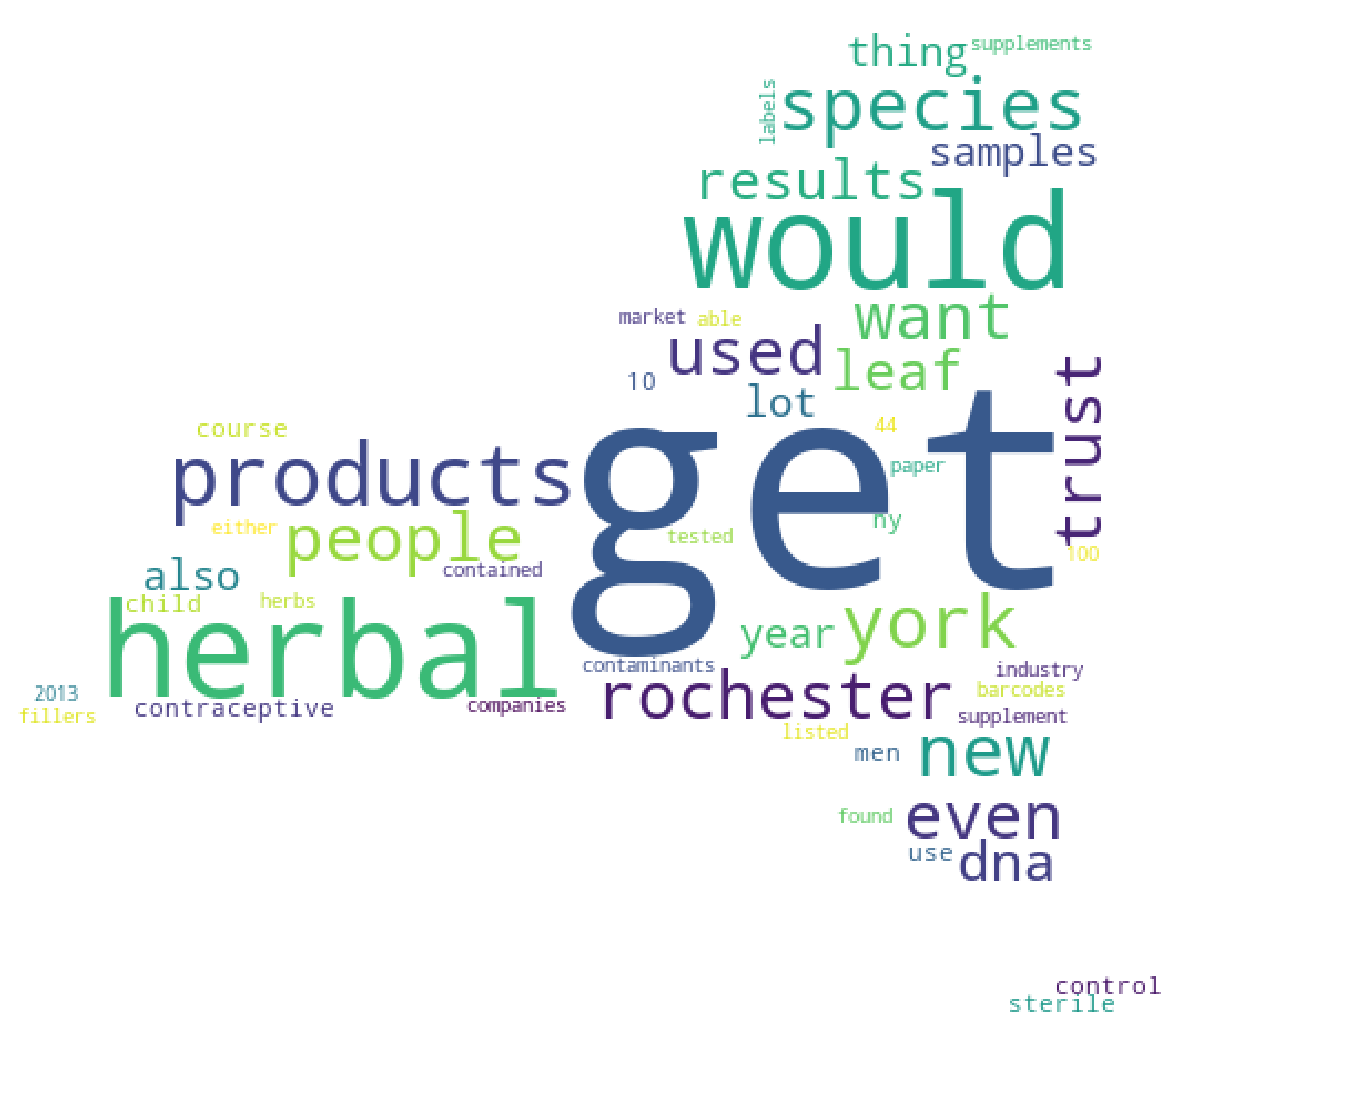 thing
supplements
labels
species
samples
results
would
market
able
want
used
leaf
10
lot
trust
course
44
products
get
paper
either
people
ny
tested
100
contained
also
child
herbs
herbal
year
york
contaminants
industry
2013
rochester
barcodes
fillers
contraceptive
companies
supplement
listed
men
new
found
even
use
dna
control
sterile